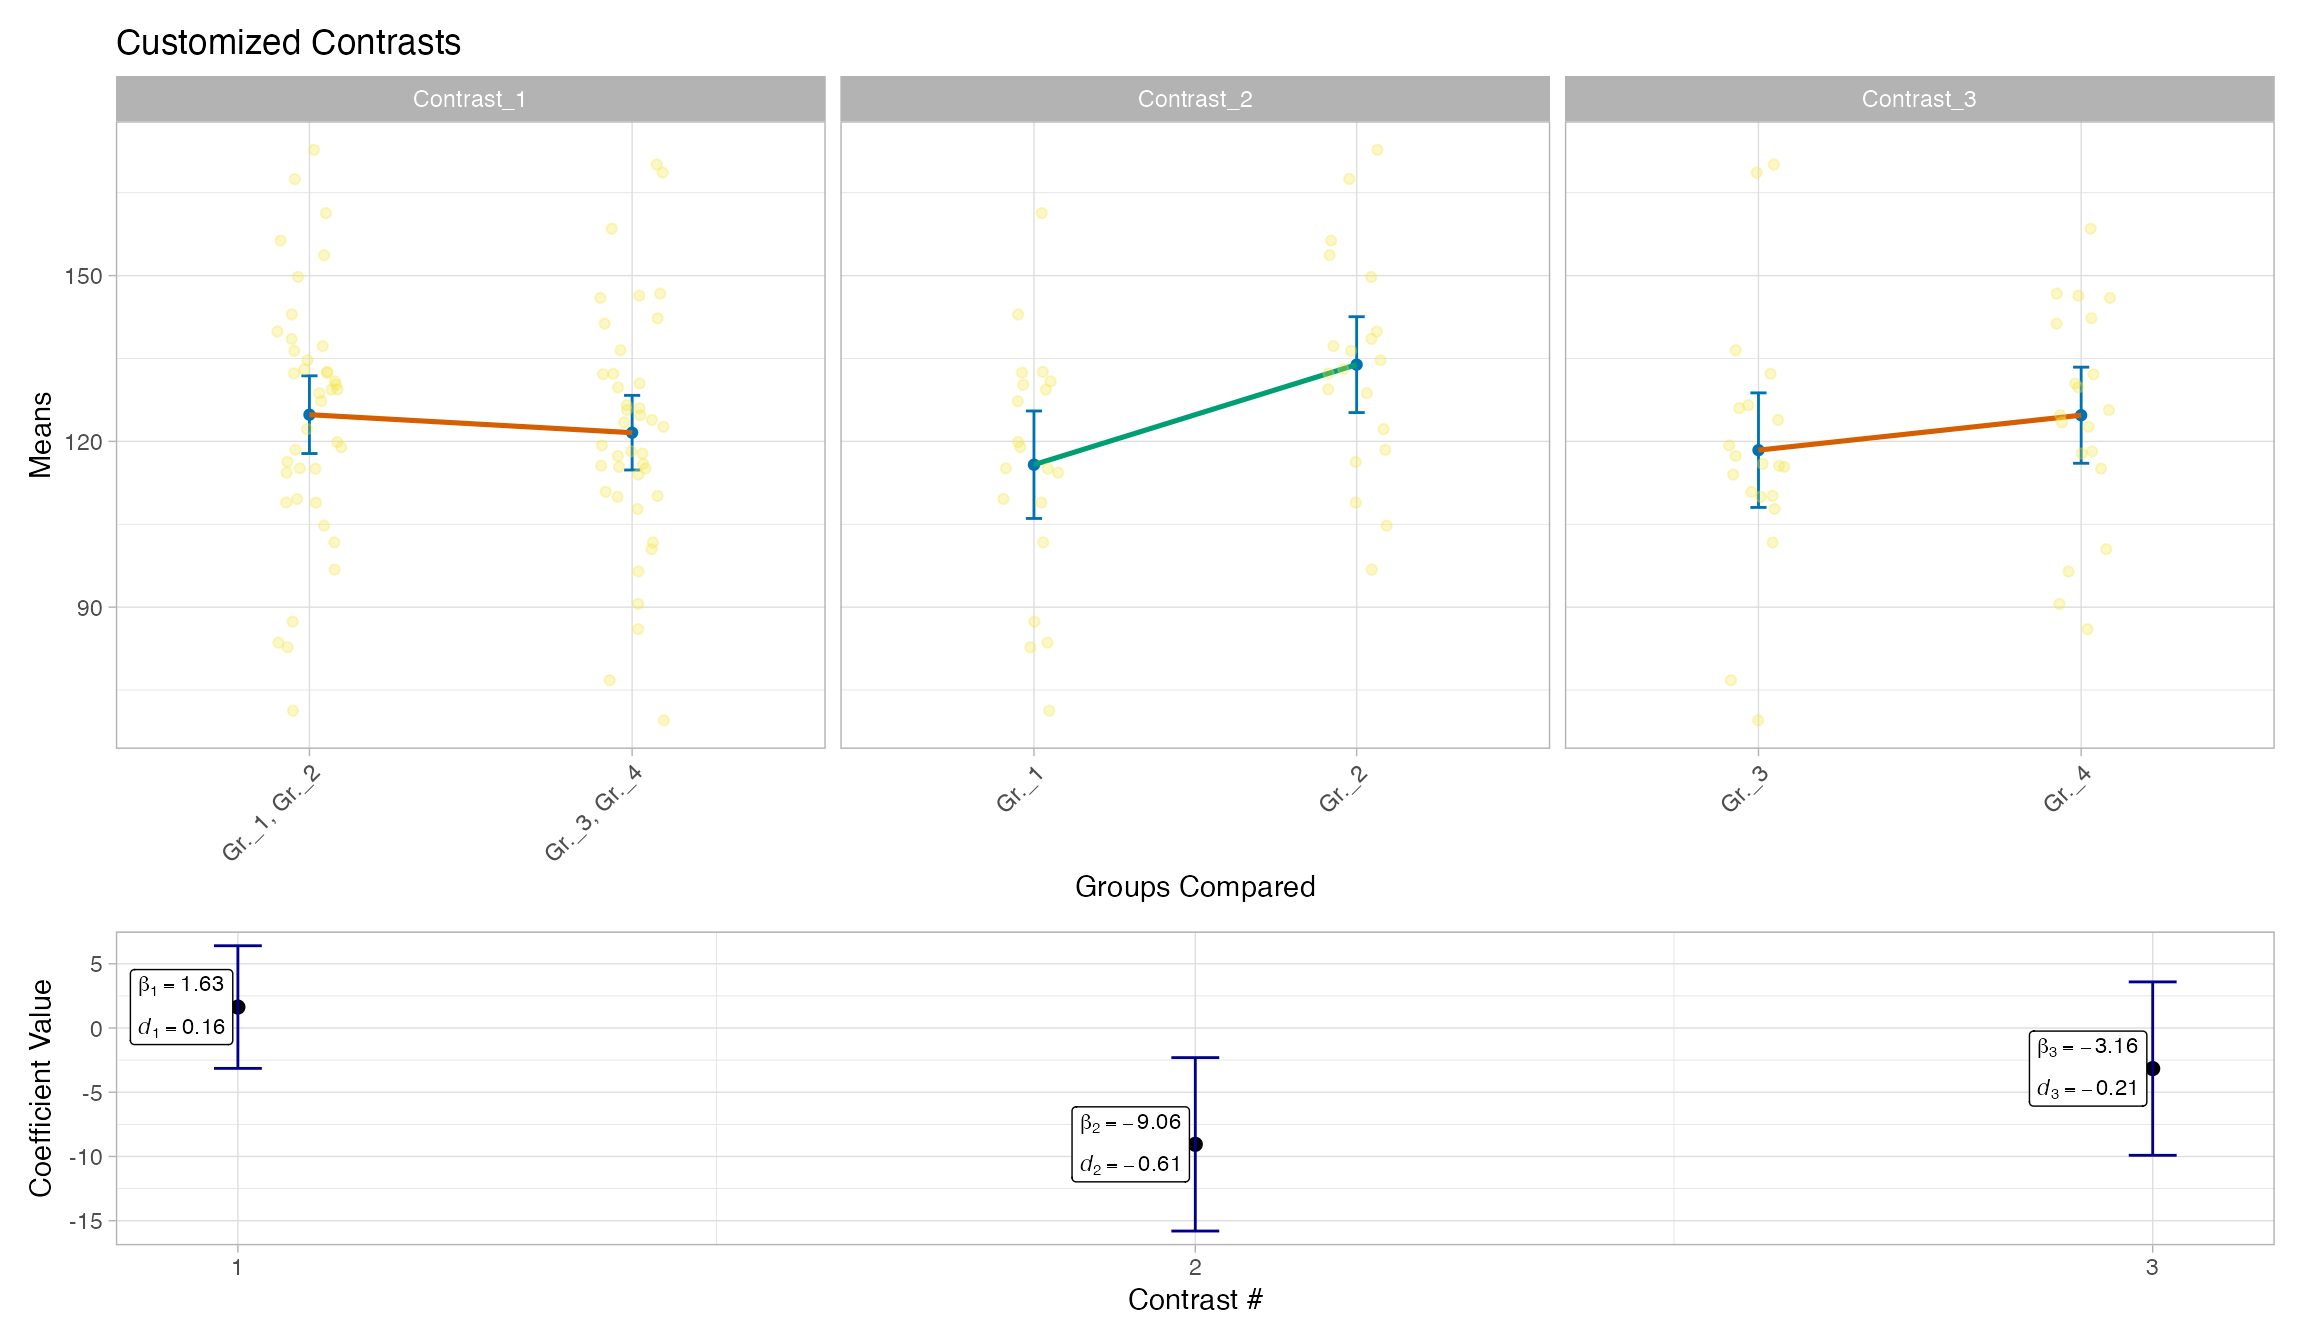 Customized Contrasts
Contrast_1 Contrast_2 Contrast_3
Means
150
120
90
Gr._1, Gr._2 Gr._3, Gr._4 Gr._1 Gr._2 Gr._3 Gr._4
Groups Compared
Coefficient Value
5
0
-5
-10
-15
β₁ = 1.63
d₁ = 0.16
β₂ = −9.06
d₂ = −0.61
β₃ = −3.16
d₃ = −0.21
1 2 3
Contrast #